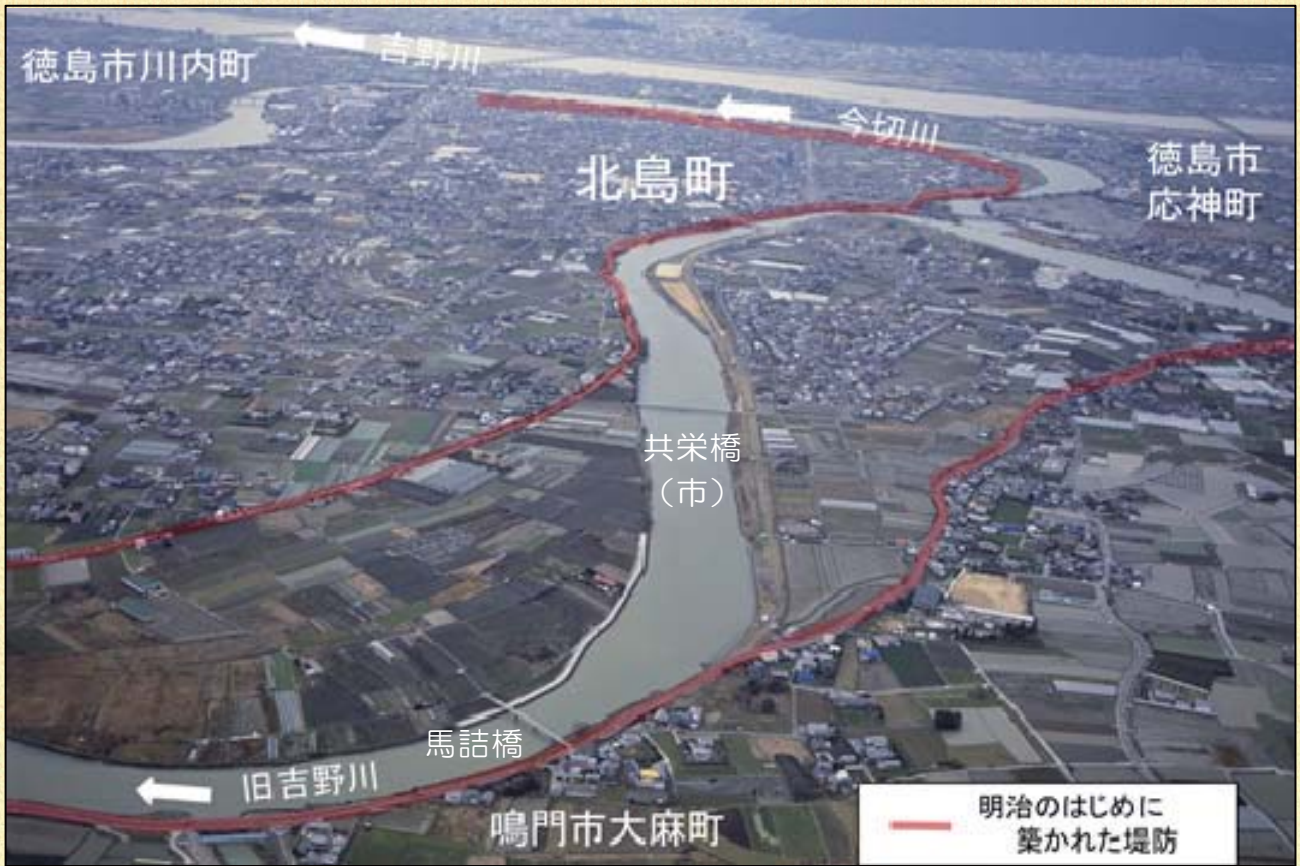 吉野川
徳島市川内町
今切川
北島町
徳島市
応神町
共栄橋
（市）
馬詰橋
旧吉野川
鳴門市大麻町
明治のはじめに
築かれた堤防